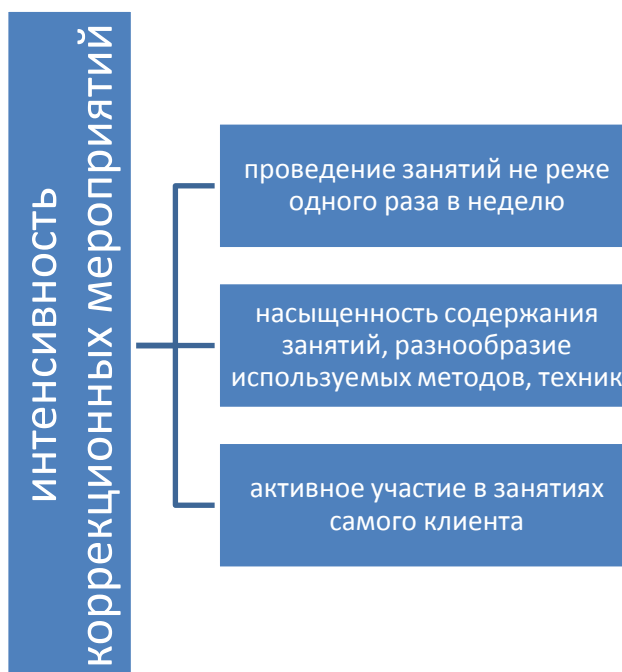 интенсивность
коррекционных мероприятий
проведение занятий не реже
одного раза в неделю
насыщенность содержания
занятий, разнообразие
используемых методов, техник
активное участие в занятиях
самого клиента